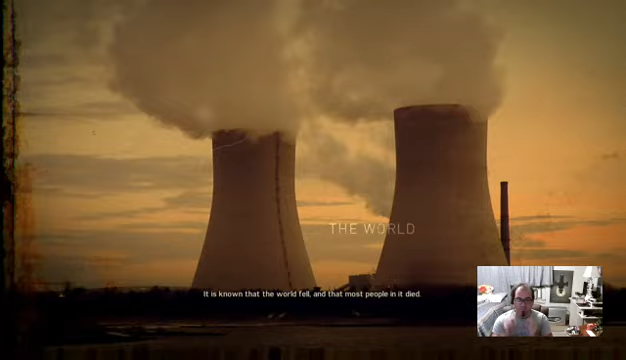 THE WORLD
It is known that the world fell, and that most people in it died.